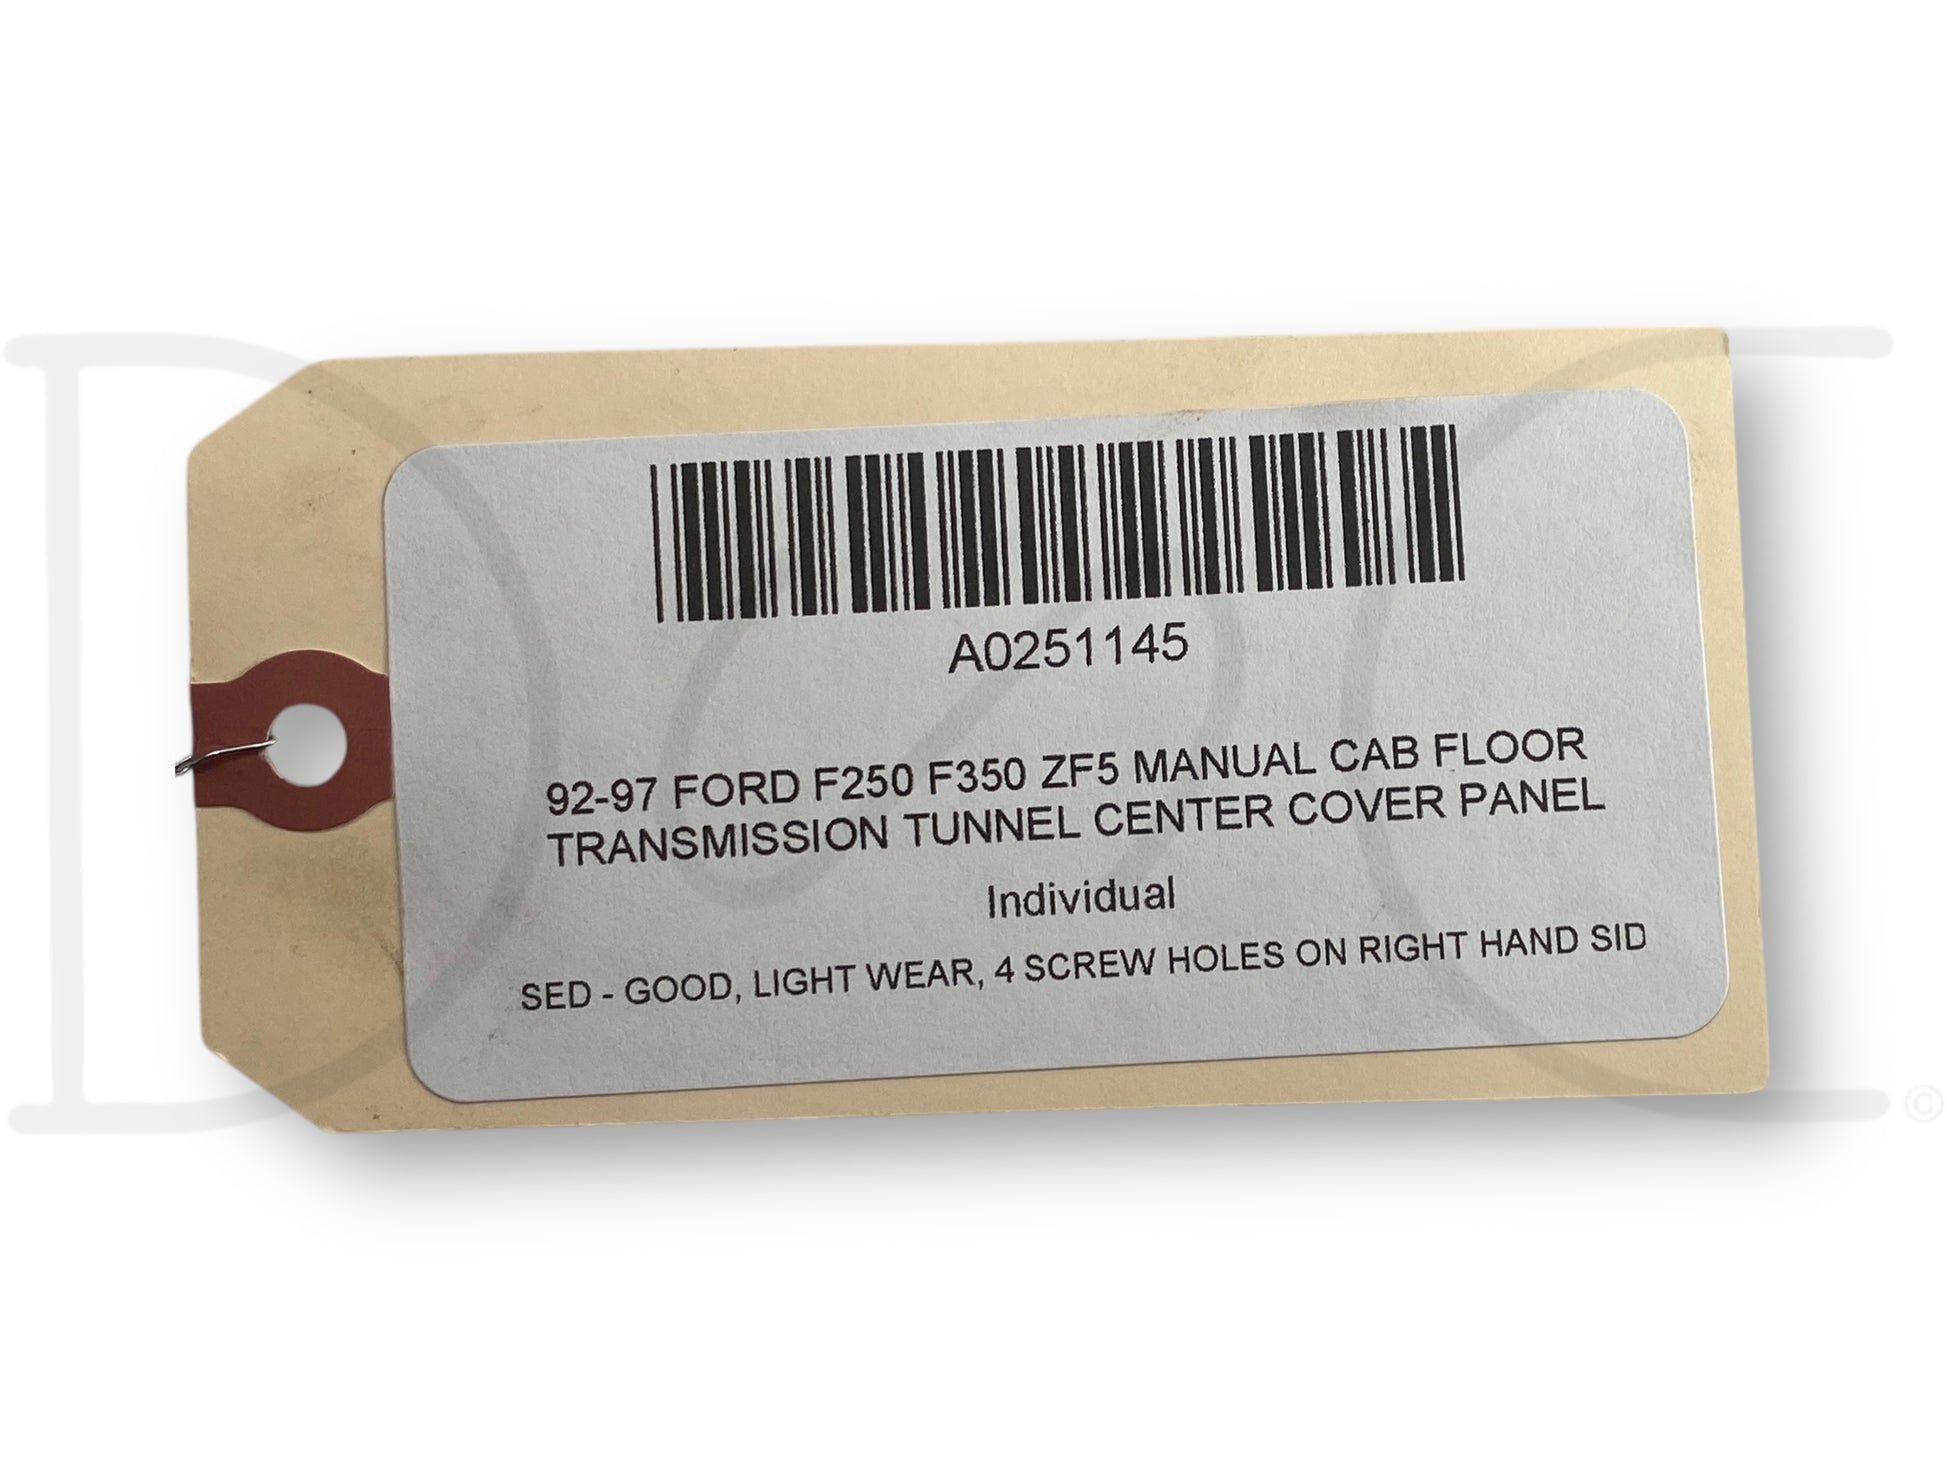 A0251145
92-97 FORD F250 F350 ZF5 MANUAL CAB FLOOR
TRANSMISSION TUNNEL CENTER COVER PANEL
Individual
SED - GOOD, LIGHT WEAR, 4 SCREW HOLES ON RIGHT HAND SID
©